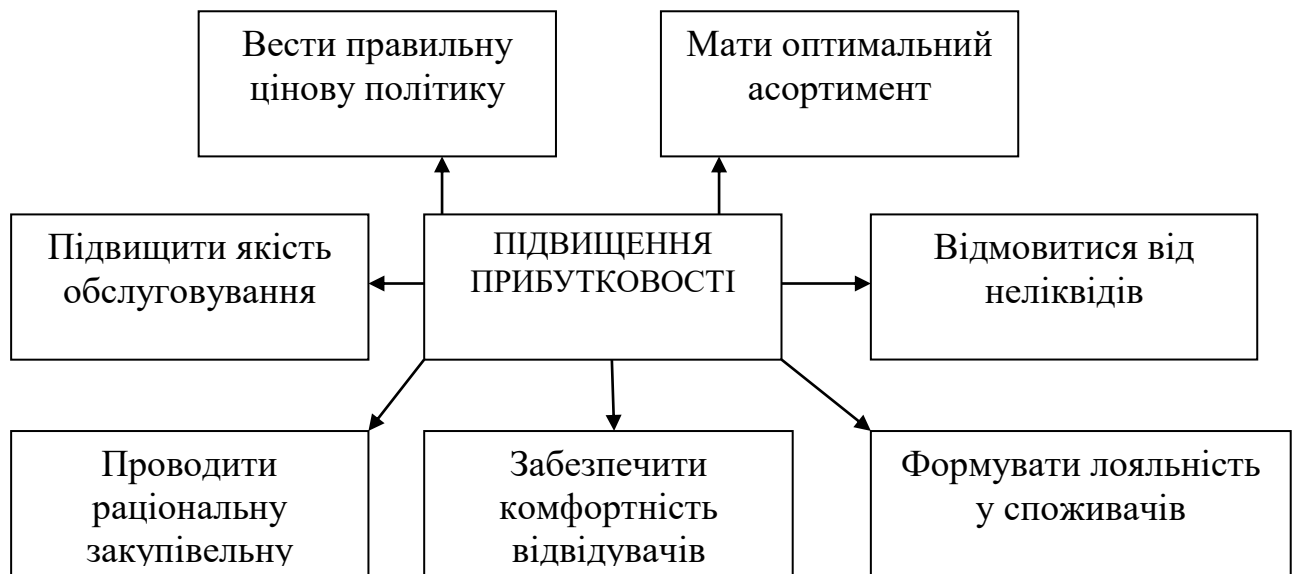 Вести правильну
цінову політику
Мати оптимальний
асортимент
Підвищити якість
обслуговування
ПІДВИЩЕННЯ
ПРИБУТКОВОСТІ
Відмовитися від
неліквідів
Проводити
раціональну
закупівельну
Забезпечити
комфортність
відвідувачів
Формувати лояльність
у споживачів